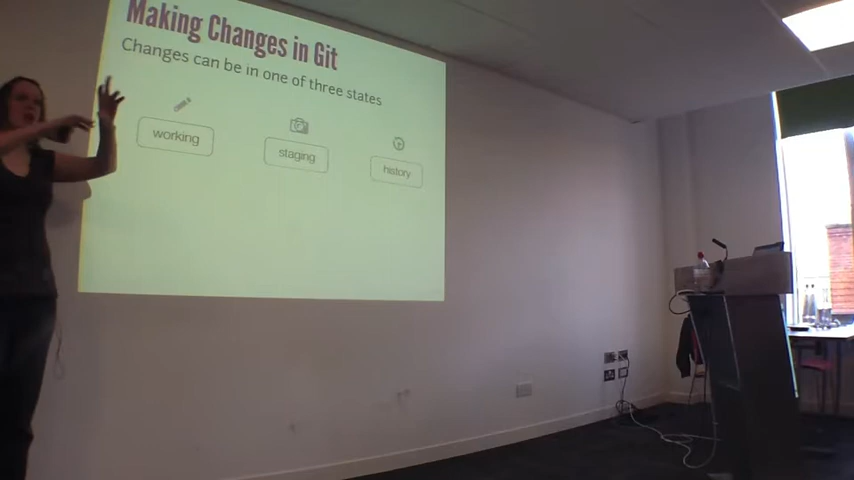 Making Changes in Git
Changes can be in one of three states
working
staging
history